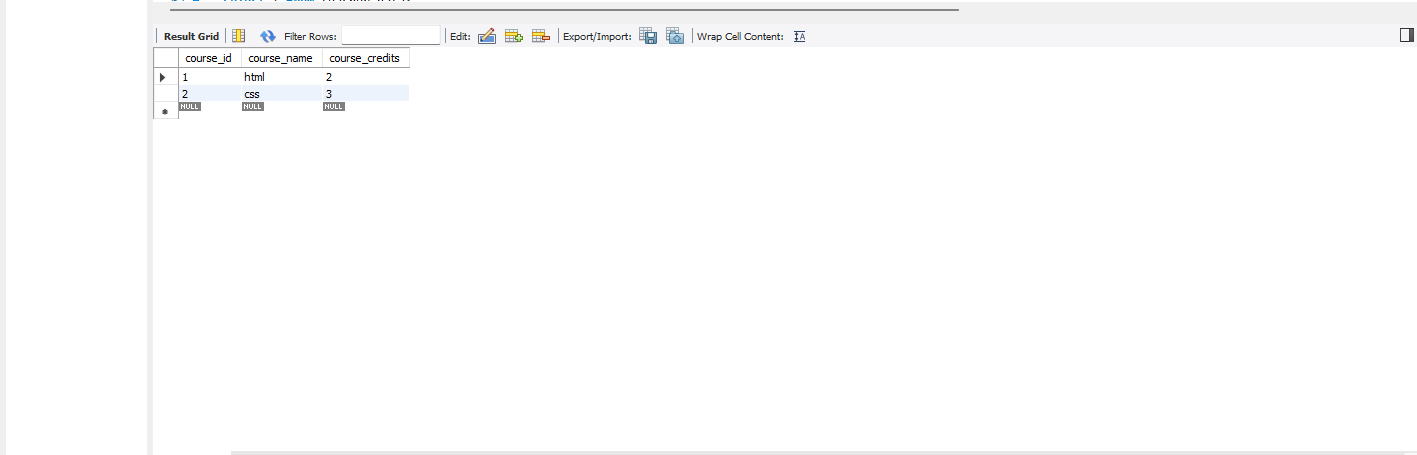 Result Grid Filter Rows: Edit: Export/Import: Wrap Cell Content:
course_id course_name course_credits
1 html 2
2 css 3
NULL NULL NULL